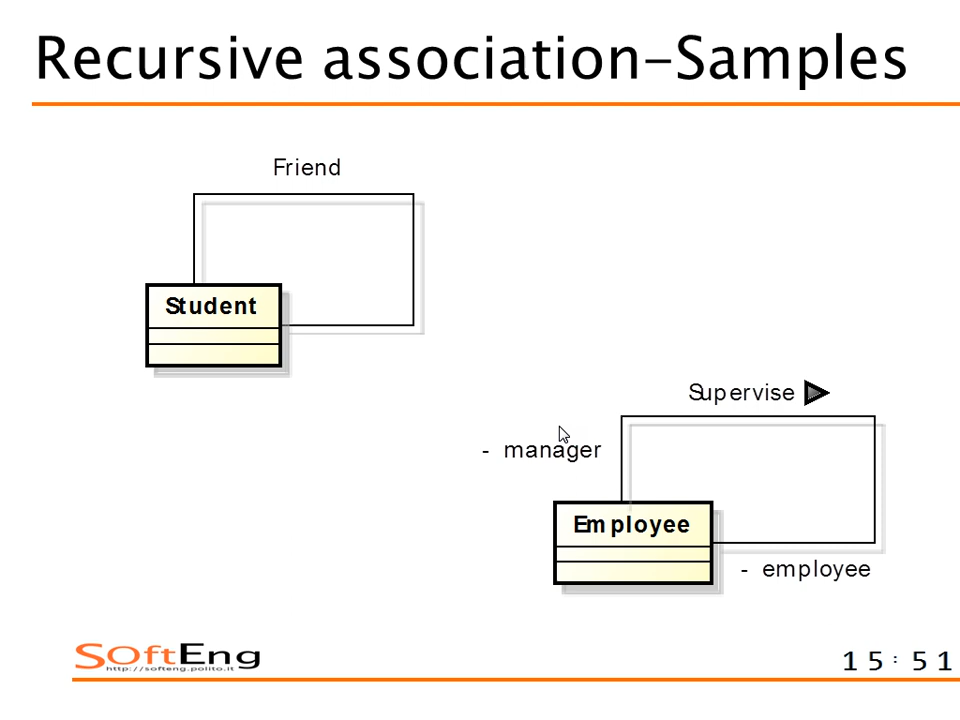 Recursive association-Samples
Friend
Student
Supervise
- manager
Employee
- employee
SOftEng
http://softeng.polito.it
15:51